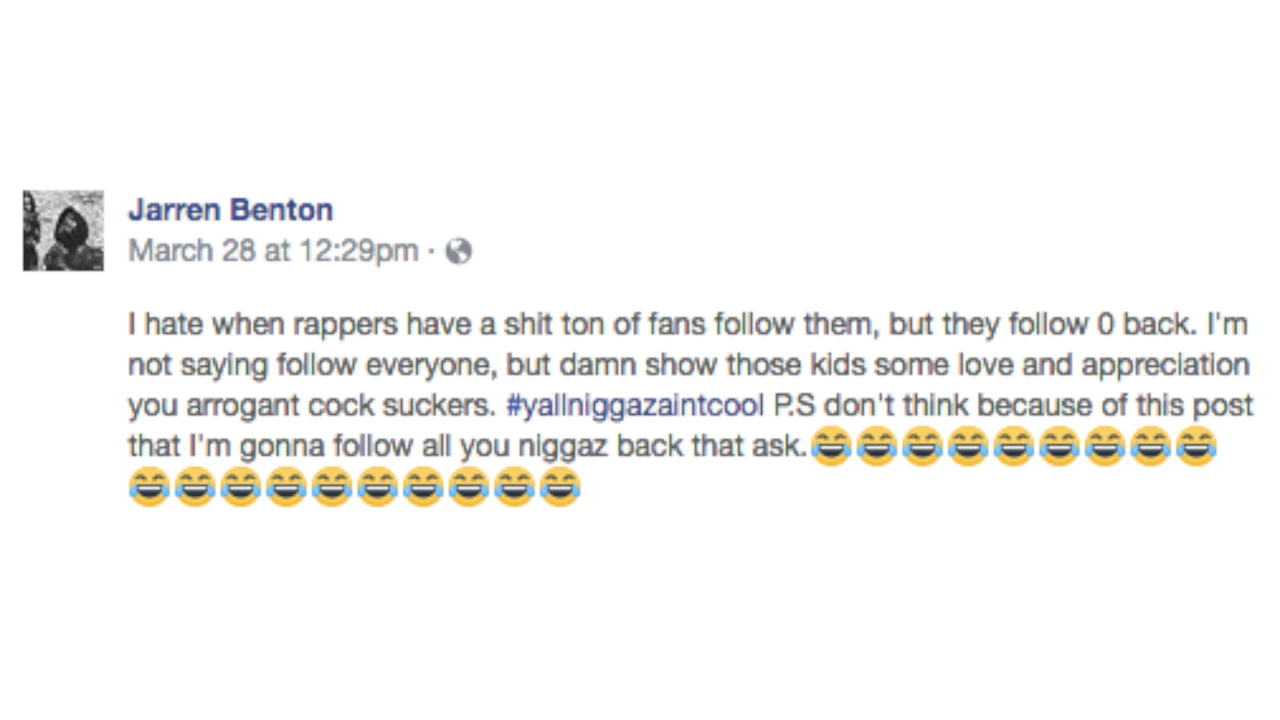 Jarren Benton
March 28 at 12:29pm ·
I hate when rappers have a shit ton of fans follow them, but they follow 0 back. I'm
not saying follow everyone, but damn show those kids some love and appreciation
you arrogant cock suckers. #yallniggazaintcool P.S don't think because of this post
that I'm gonna follow all you niggaz back that ask.😂😂😂😂😂😂😂😂😂
😂😂😂😂😂😂😂😂😂😂